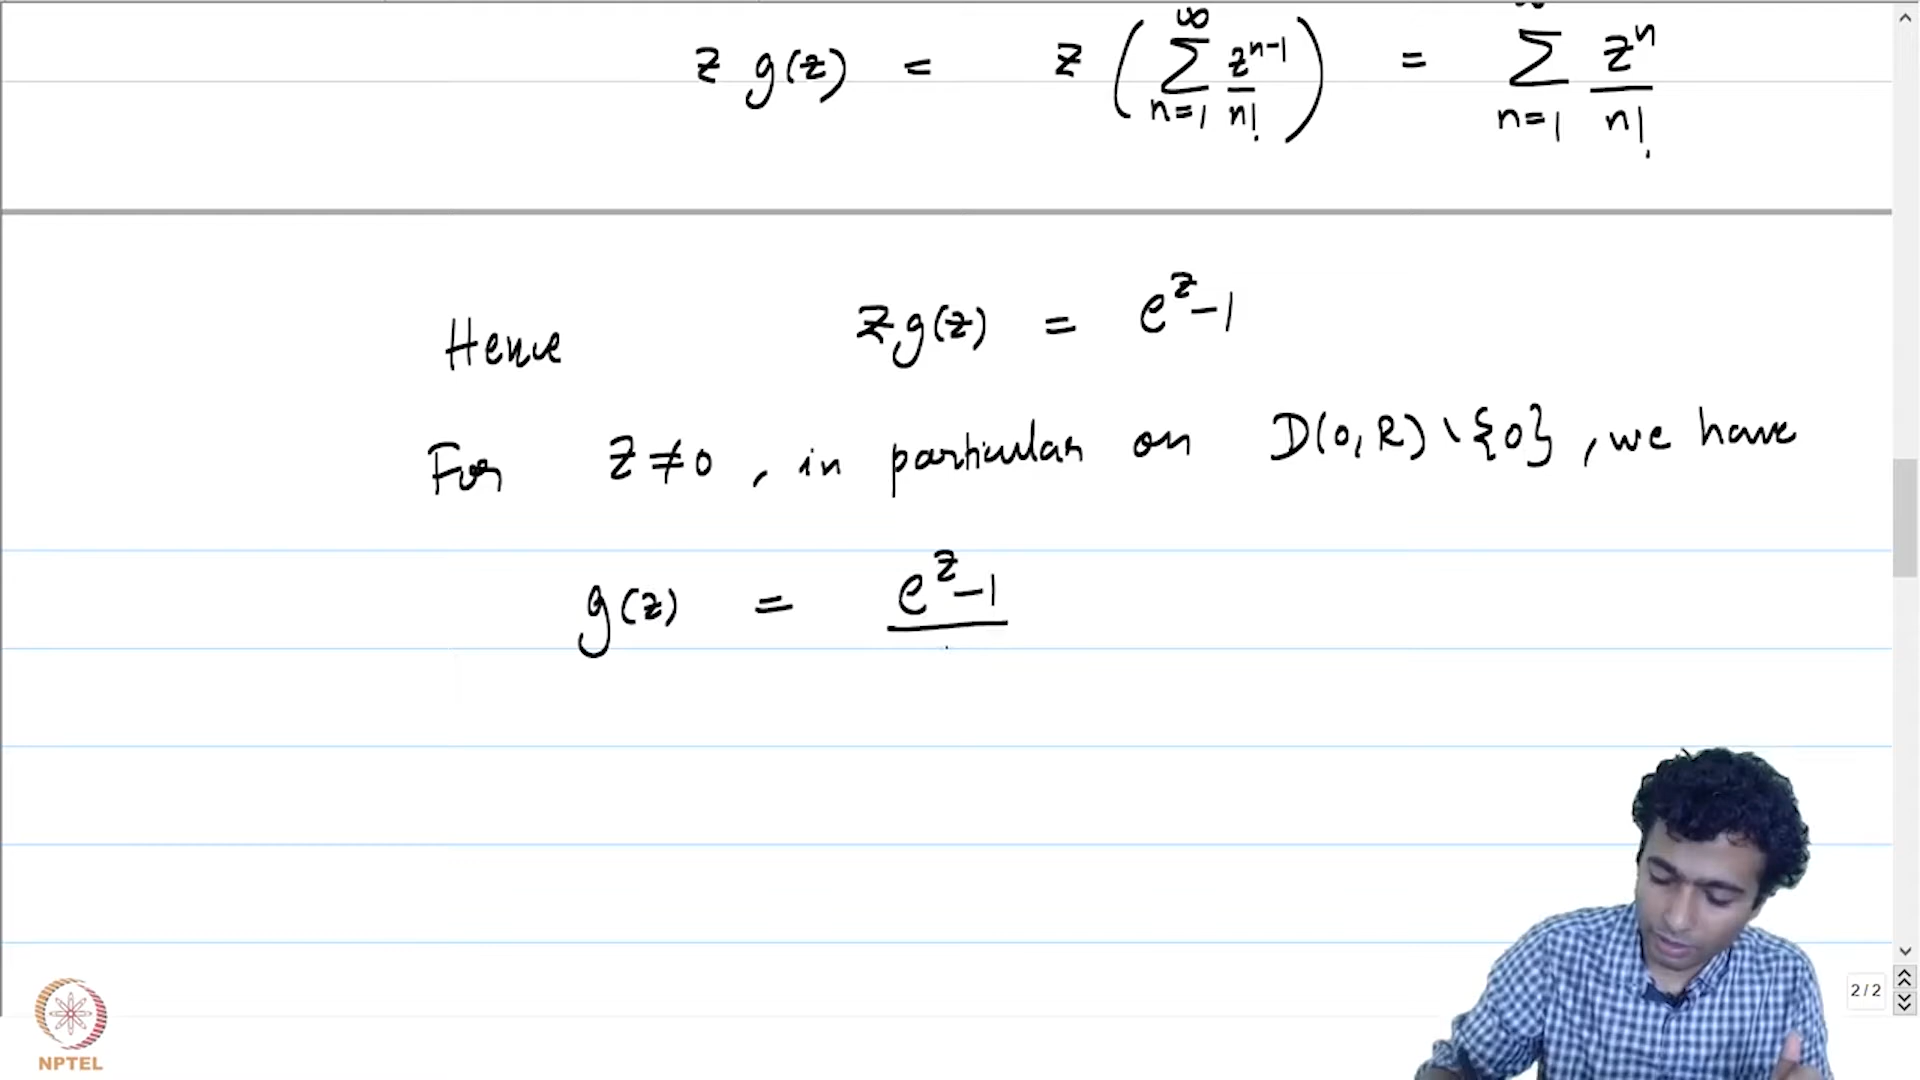 z g(z) = z ( ∑_{n=1}^{∞} z^{n-1}/n! ) = ∑_{n=1}^{∞} z^n/n!
Hence z g(z) = e^z - 1
For z ≠ 0, in particular on D(0,R) \ {0}, we have
g(z) = e^z - 1
2 / 2
NPTEL